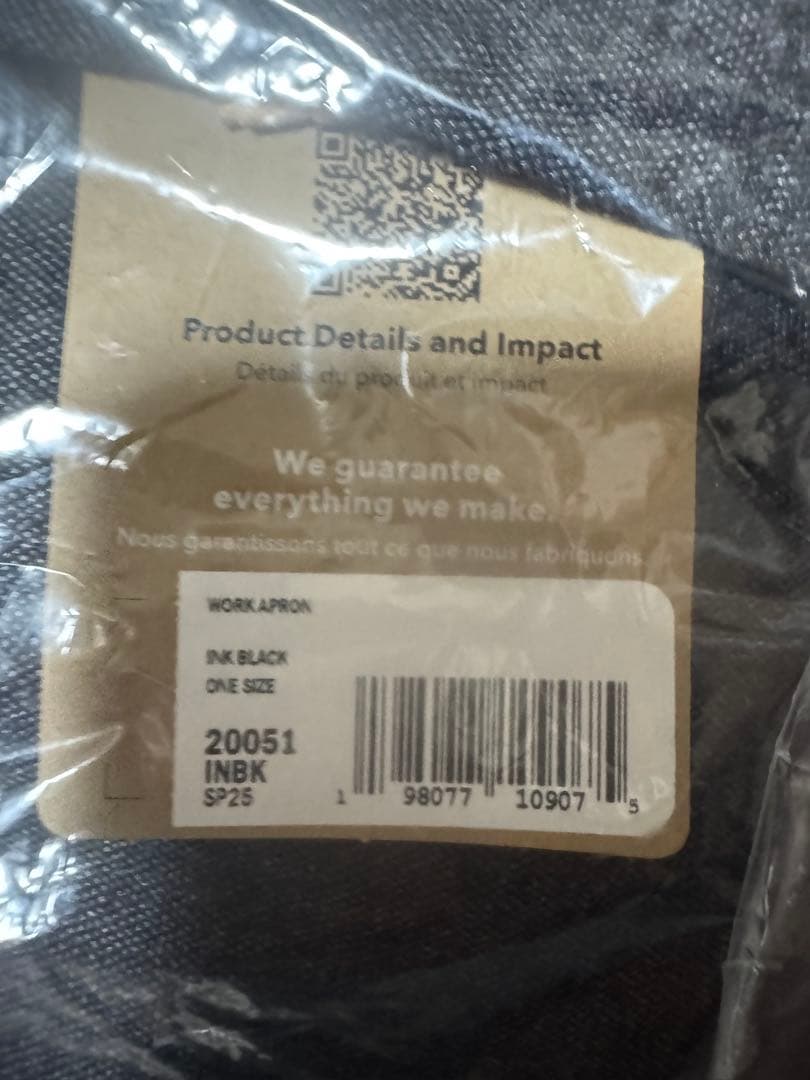 Product Details and Impact
Détails du produit et impact
We guarantee
everything we make.
Nous garantissons tout ce que nous fabriquons.
WORK APRON
INK BLACK
ONE SIZE
20051
INBK
SP25
1 98077 10907 5